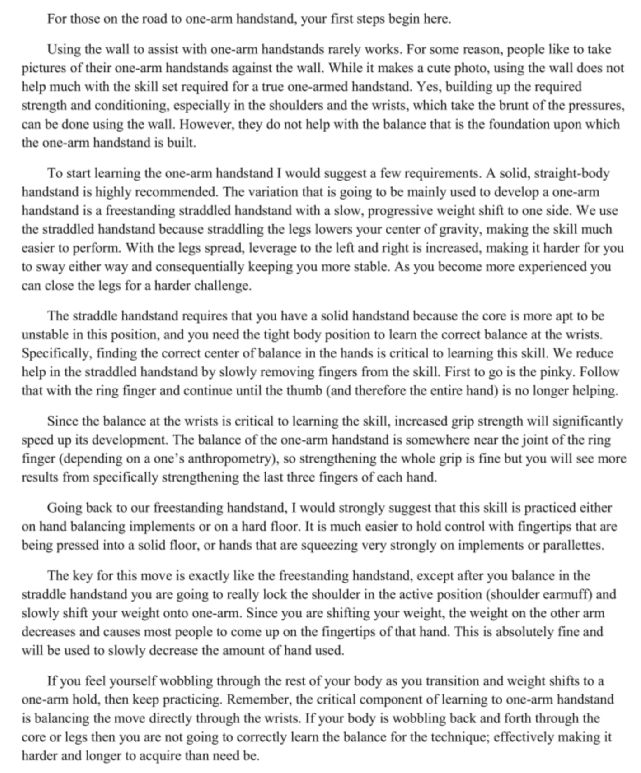 For those on the road to one-arm handstand, your first steps begin here.
Using the wall to assist with one-arm handstands rarely works. For some reason, people like to take
pictures of their one-arm handstands against the wall. While it makes a cute photo, using the wall does not
help much with the skill set required for a true one-armed handstand. Yes, building up the required
strength and conditioning, especially in the shoulders and the wrists, which take the brunt of the pressures,
can be done using the wall. However, they do not help with the balance that is the foundation upon which
the one-arm handstand is built.
To start learning the one-arm handstand I would suggest a few requirements. A solid, straight-body
handstand is highly recommended. The variation that is going to be mainly used to develop a one-arm
handstand is a freestanding straddled handstand with a slow, progressive weight shift to one side. We use
the straddled handstand because straddling the legs lowers your center of gravity, making the skill much
easier to perform. With the legs spread, leverage to the left and right is increased, making it harder for you
to sway either way and consequentially keeping you more stable. As you become more experienced you
can close the legs for a harder challenge.
The straddle handstand requires that you have a solid handstand because the core is more apt to be
unstable in this position, and you need the tight body position to learn the correct balance at the wrists.
Specifically, finding the correct center of balance in the hands is critical to learning this skill. We reduce
help in the straddled handstand by slowly removing fingers from the skill. First to go is the pinky. Follow
that with the ring finger and continue until the thumb (and therefore the entire hand) is no longer helping.
Since the balance at the wrists is critical to learning the skill, increased grip strength will significantly
speed up its development. The balance of the one-arm handstand is somewhere near the joint of the ring
finger (depending on a one's anthropometry), so strengthening the whole grip is fine but you will see more
results from specifically strengthening the last three fingers of each hand.
Going back to our freestanding handstand, I would strongly suggest that this skill is practiced either
on hand balancing implements or on a hard floor. It is much easier to hold control with fingertips that are
being pressed into a solid floor, or hands that are squeezing very strongly on implements or parallettes.
The key for this move is exactly like the freestanding handstand, except after you balance in the
straddle handstand you are going to really lock the shoulder in the active position (shoulder earmuff) and
slowly shift your weight onto one-arm. Since you are shifting your weight, the weight on the other arm
decreases and causes most people to come up on the fingertips of that hand. This is absolutely fine and
will be used to slowly decrease the amount of hand used.
If you feel yourself wobbling through the rest of your body as you transition and weight shifts to a
one-arm hold, then keep practicing. Remember, the critical component of learning to one-arm handstand
is balancing the move directly through the wrists. If your body is wobbling back and forth through the
core or legs then you are not going to correctly learn the balance for the technique; effectively making it
harder and longer to acquire than need be.